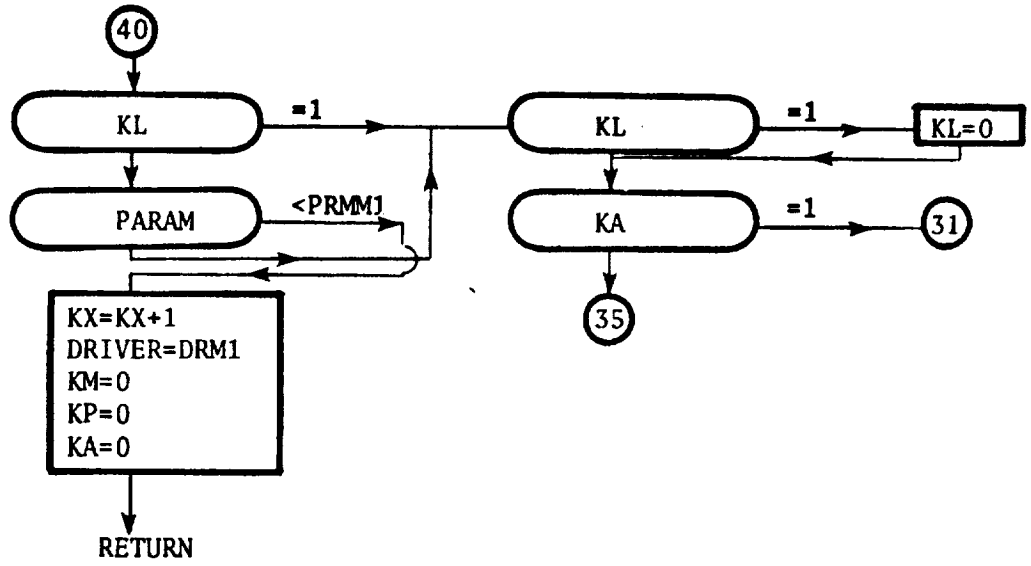 40
KL
=1
KL
=1
KL=0
PARAM
<PRMM1
KA
=1
31
35
KX=KX+1
DRIVER=DRM1
KM=0
KP=0
KA=0
RETURN